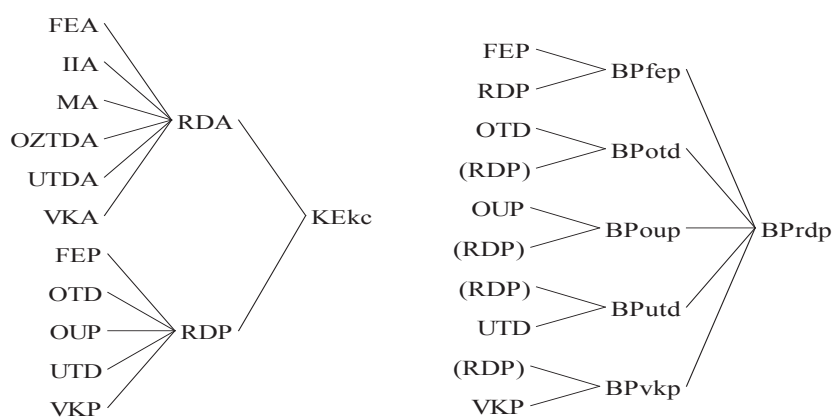 FEA
IIA
MA
OZTDA
UTDA
VKA
RDA
FEP
OTD
OUP
UTD
VKP
RDP
KEkc
FEP
RDP
BPfep
OTD
(RDP)
BPotd
OUP
(RDP)
BPoup
(RDP)
UTD
BPutd
(RDP)
VKP
BPvkp
BPrdp